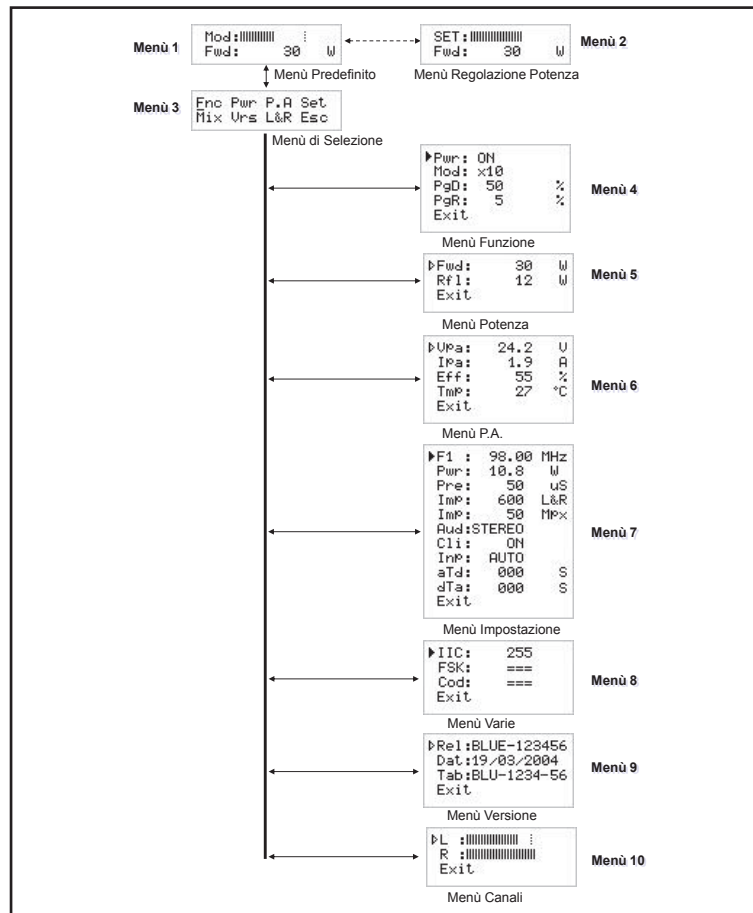 Menù 1
Mod:
Fwd: 30 W
Menù Predefinito
SET:
Fwd: 30 W
Menù 2
Menù Regolazione Potenza
Menù 3
Fnc Pwr P.A Set
Mix Vrs L&R Esc
Menù di Selezione
Pwr: ON
Mod: x10
PgD: 50 %
PgR: 5 %
Exit
Menù 4
Menù Funzione
Fwd: 30 W
Rfl: 12 W
Exit
Menù 5
Menù Potenza
Vpa: 24.2 V
Ipa: 1.9 A
Eff: 55 %
Tmp: 27 °C
Exit
Menù 6
Menù P.A.
F1 : 98.00 MHz
Pwr: 10.8 W
Pre: 50 uS
Imp: 600 L&R
Imp: 50 Mpx
Aud:STEREO
Cli: ON
Inp: AUTO
aTd: 000 S
dTa: 000 S
Exit
Menù 7
Menù Impostazione
IIC: 255
FSK: ===
Cod: ===
Exit
Menù 8
Menù Varie
Rel:BLUE-123456
Dat:19/03/2004
Tab:BLU-1234-56
Exit
Menù 9
Menù Versione
L :
R :
Exit
Menù 10
Menù Canali